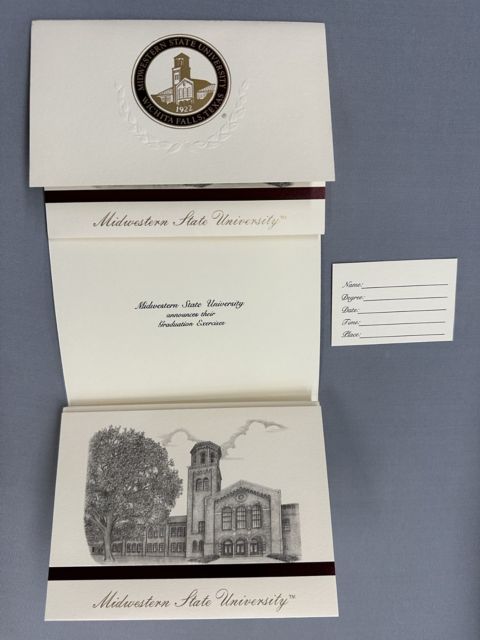 MIDWESTERN STATE UNIVERSITY
WICHITA FALLS, TEXAS
1922
®
Midwestern State University™
Midwestern State University
announces their
Graduation Exercises
Name:
Degree:
Date:
Time:
Place:
Midwestern State University™